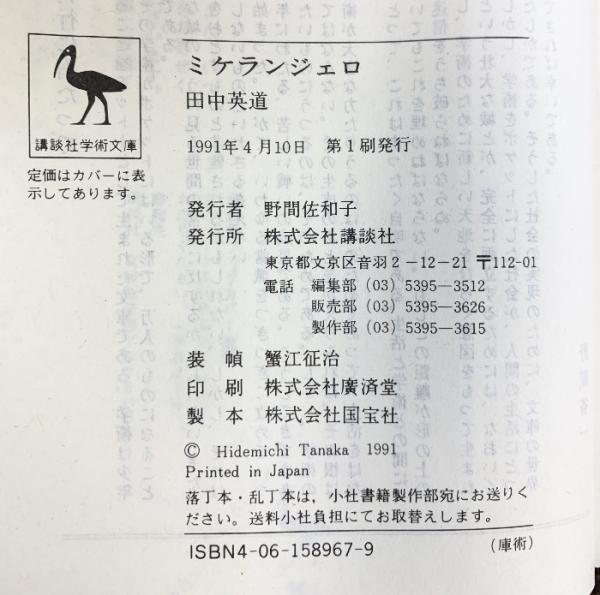 講談社学術文庫
定価はカバーに表
示してあります。
ミケランジェロ
田中英道
1991年4月10日 第1刷発行
発行者 野間佐和子
発行所 株式会社講談社
東京都文京区音羽2-12-21 〒112-01
電話 編集部 (03) 5395—3512
販売部 (03) 5395—3626
製作部 (03) 5395—3615
装 幀 蟹江征治
印 刷 株式会社廣済堂
製 本 株式会社国宝社
© Hidemichi Tanaka 1991
Printed in Japan
落丁本・乱丁本は，小社書籍製作部宛にお送りく
ださい。送料小社負担にてお取替えします。
ISBN4-06-158967-9
(庫術)